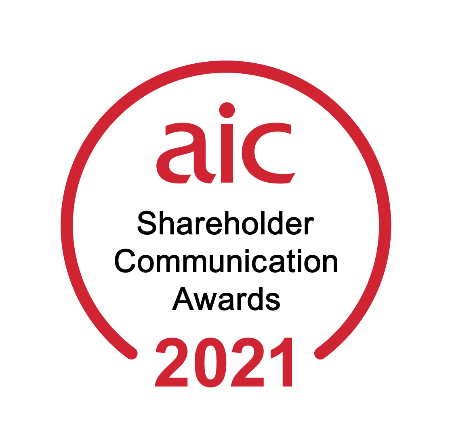 aic
Shareholder
Communication
Awards
2021